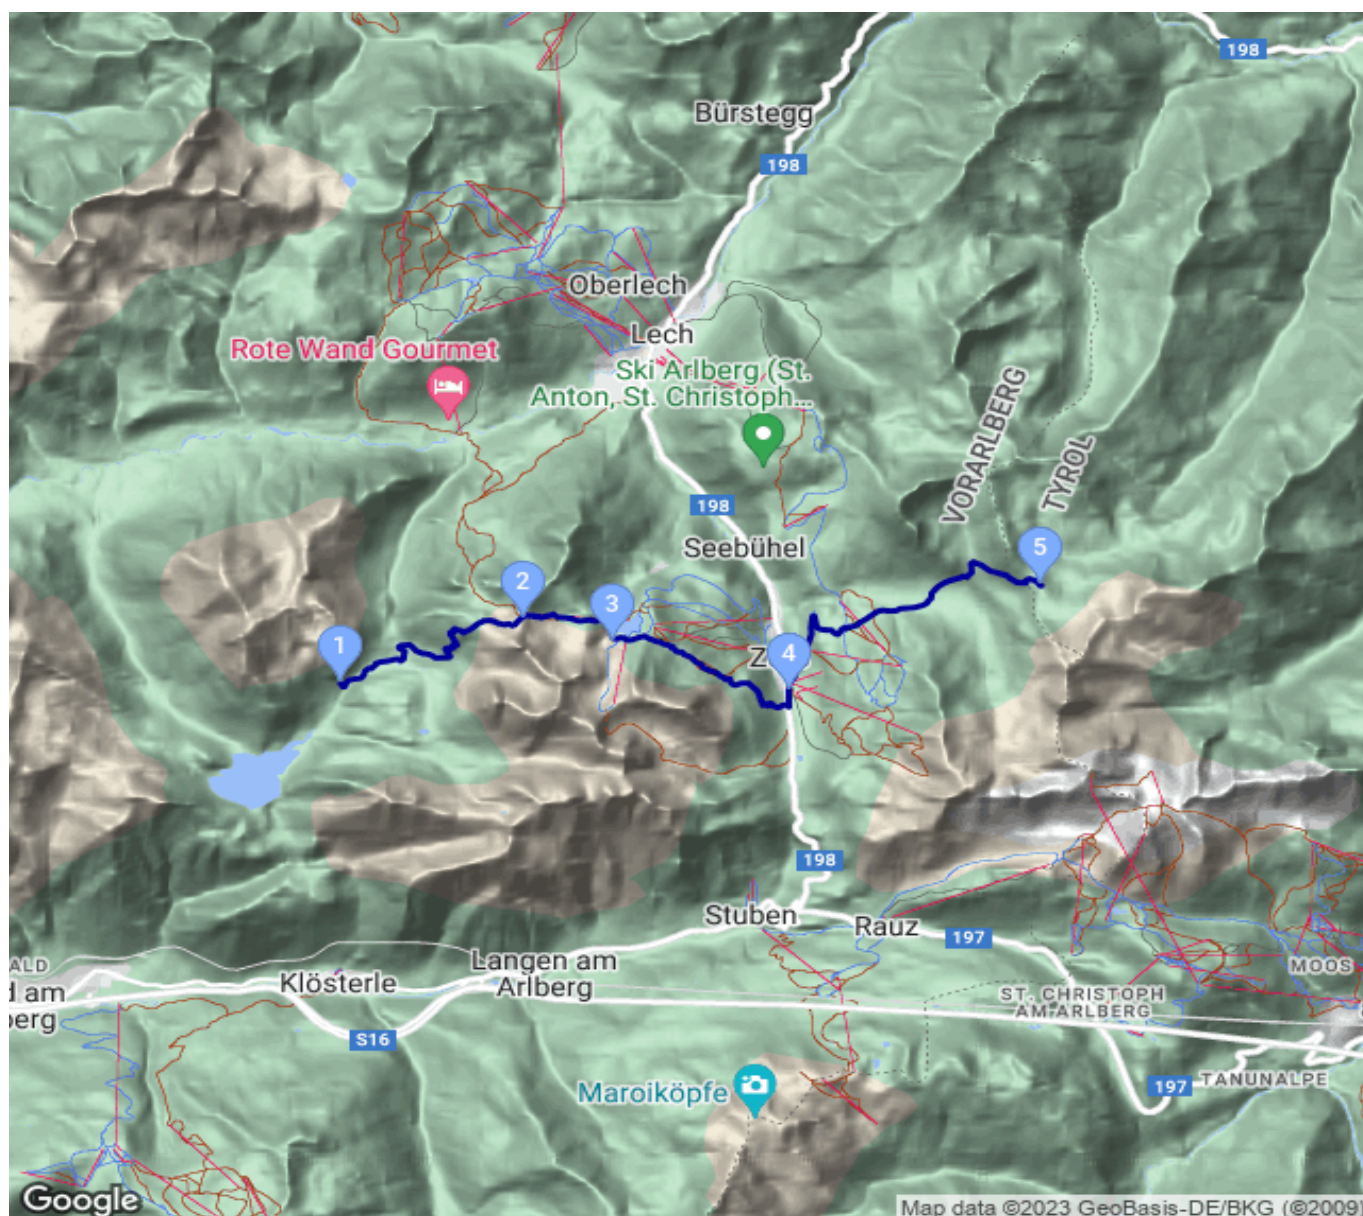 198
Bürstegg
198
Oberlech
Lech
Rote Wand Gourmet
Ski Arlberg (St.
Anton, St. Christoph...
VORARLBERG
TYROL
198
Seebühel
5
2
3
1
4
198
Stuben
Rauz
197
Langen am
Arlberg
Klösterle
MOOS
ST. CHRISTOPH
AM ARLBERG
S16
Maroiköpfe
197
TANUNALPE
Google
Map data ©2023 GeoBasis-DE/BKG (©2009)